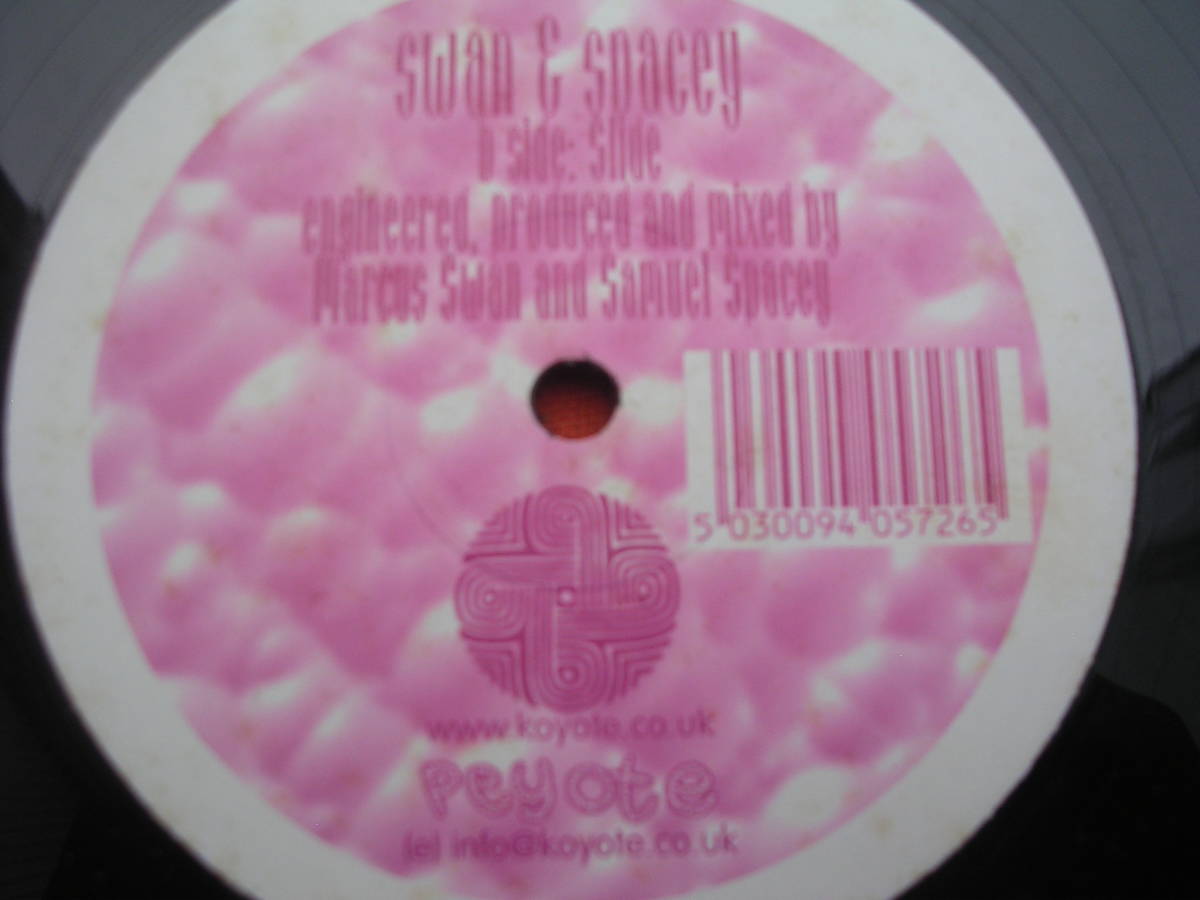 swan & spacey
b side: Slide
engineered, produced and mixed by
Marcus Swan and Samuel Spacey
5 030094 057265
www.koyote.co.uk
peyote
(e) info@koyote.co.uk